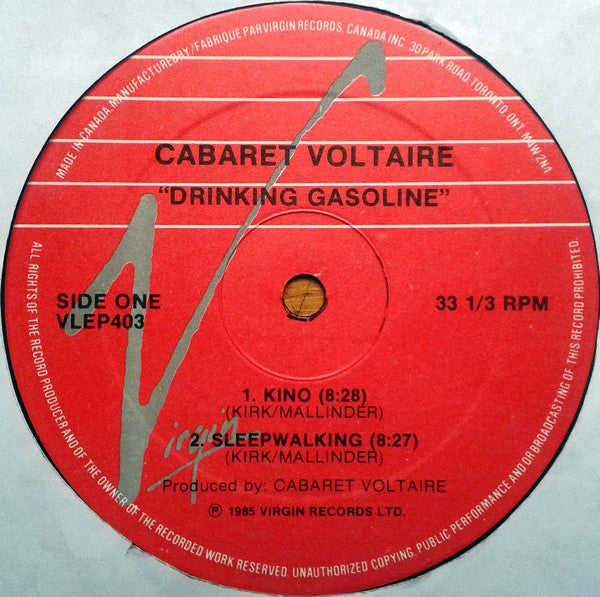 MADE IN CANADA. MANUFACTURED BY / FABRIQUE PAR VIRGIN RECORDS, CANADA INC. 30 PARK ROAD, TORONTO, ONT M4W 2N4
CABARET VOLTAIRE
"DRINKING GASOLINE"
SIDE ONE
VLEP403
33 1/3 RPM
1. KINO (8:28)
(KIRK/MALLINDER)
2. SLEEPWALKING (8:27)
(KIRK/MALLINDER)
Virgin
Produced by: CABARET VOLTAIRE
℗ 1985 VIRGIN RECORDS LTD.
ALL RIGHTS OF THE RECORD PRODUCER AND OF THE OWNER OF THE RECORDED WORK RESERVED. UNAUTHORIZED COPYING, PUBLIC PERFORMANCE AND/OR BROADCASTING OF THIS RECORD PROHIBITED.